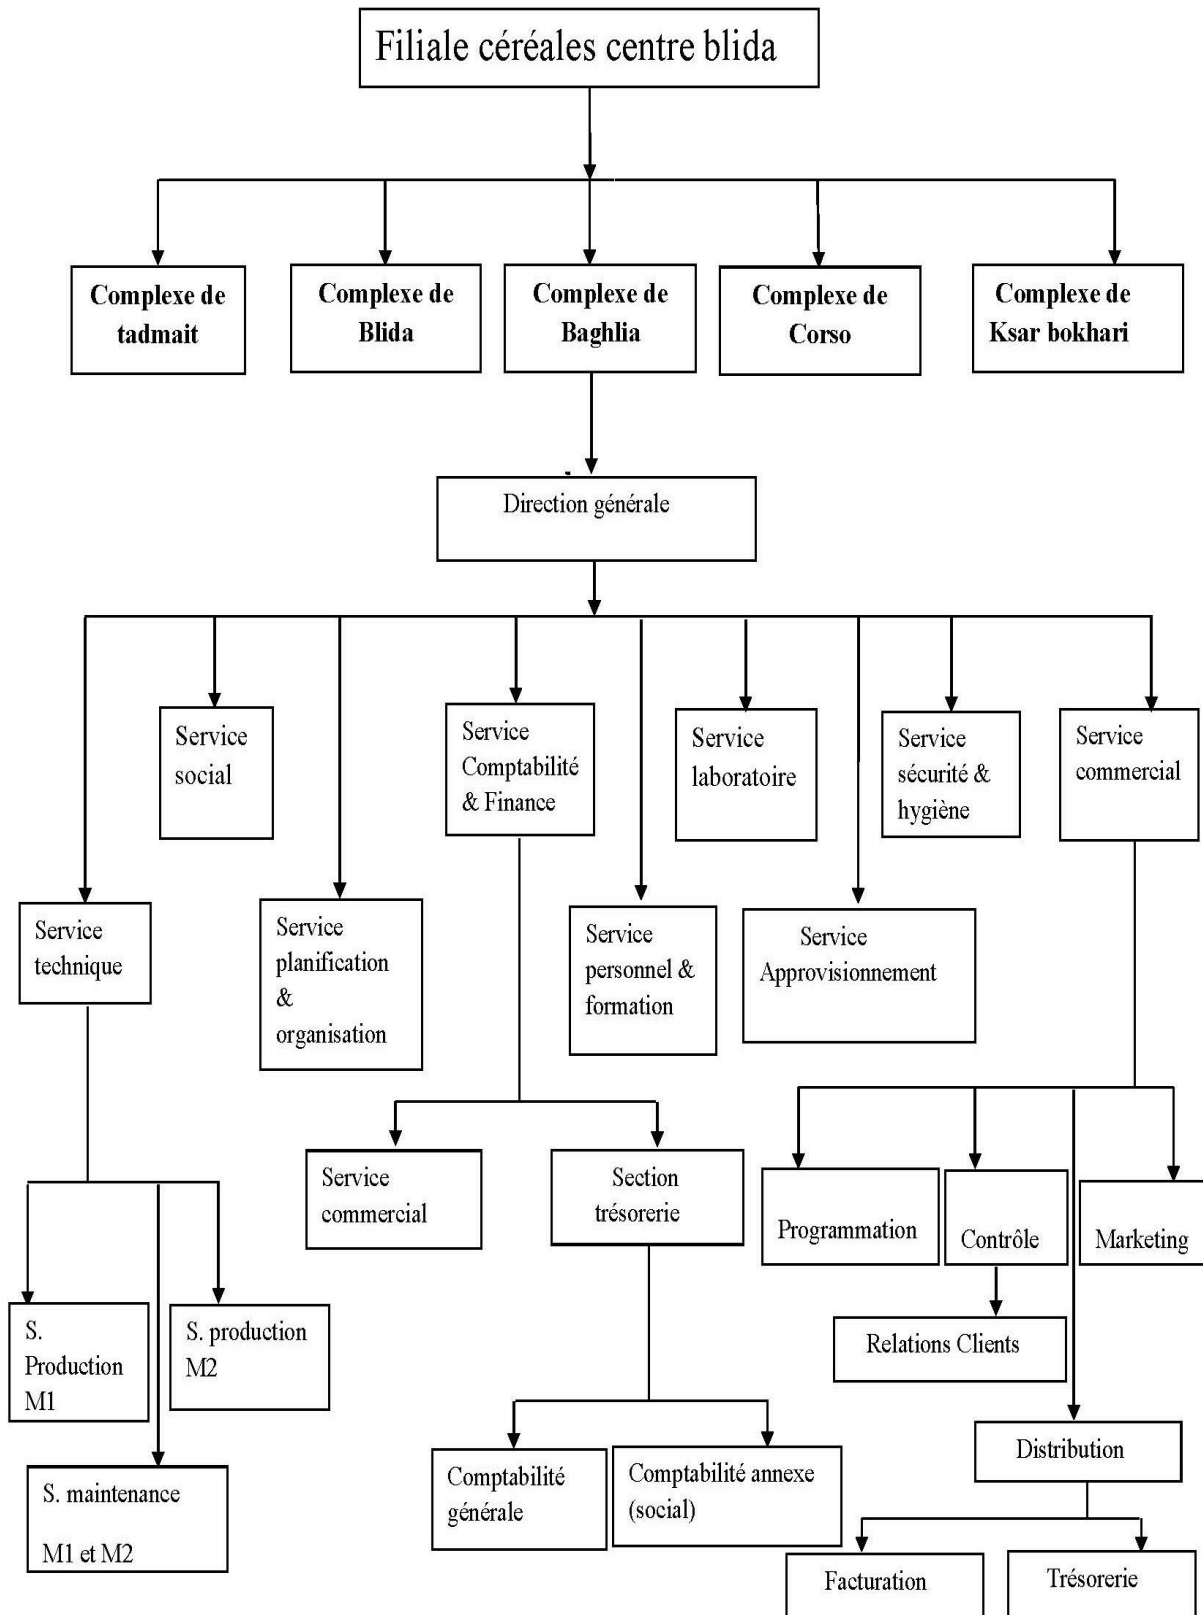 Filiale céréales centre blida
Complexe de
tadmait
Complexe de
Blida
Complexe de
Baghlia
Complexe de
Corso
Complexe de
Ksar bokhari
Direction générale
Service
social
Service
Comptabilité
& Finance
Service
laboratoire
Service
sécurité &
hygiène
Service
commercial
Service
technique
Service
planification
&
organisation
Service
personnel &
formation
Service
Approvisionnement
Service
commercial
Section
trésorerie
Programmation
Contrôle
Marketing
S.
Production
M1
S. production
M2
Relations Clients
S. maintenance
M1 et M2
Comptabilité
générale
Comptabilité annexe
(social)
Distribution
Facturation
Trésorerie